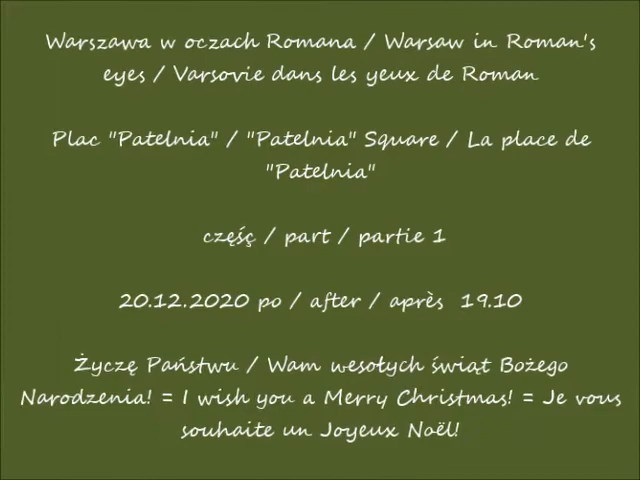 Warszawa w oczach Romana / Warsaw in Roman's
eyes / Varsovie dans les yeux de Roman
Plac "Patelnia" / "Patelnia" Square / La place de
"Patelnia"
częśç / part / partie 1
20.12.2020 po / after / après 19.10
Życzę Państwu / Wam wesołych świąt Bożego
Narodzenia! = I wish you a Merry Christmas! = Je vous
souhaite un Joyeux Noël!